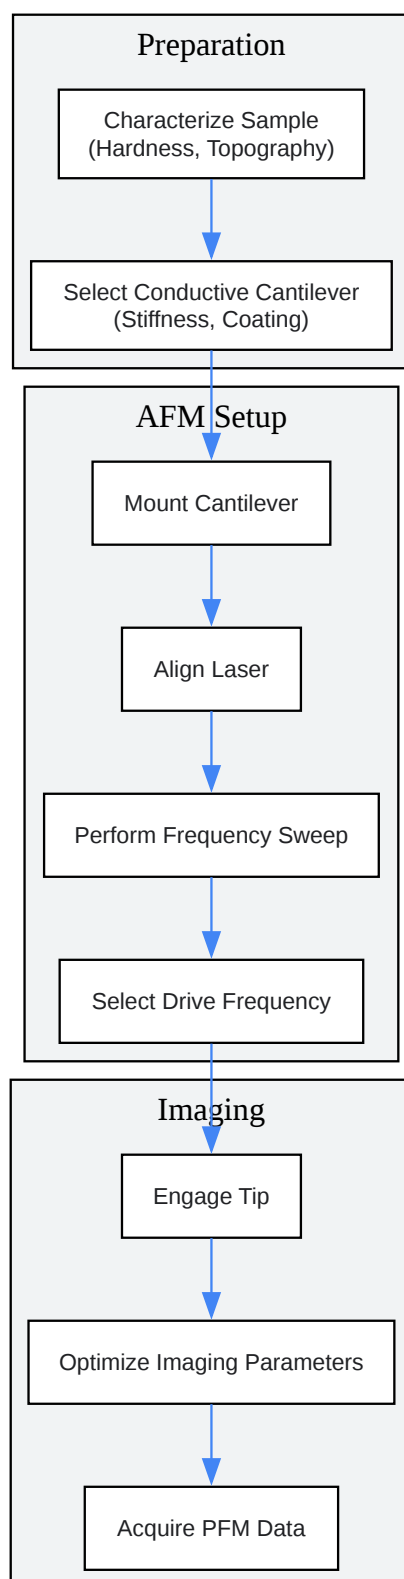 Preparation
Characterize Sample
(Hardness, Topography)
Select Conductive Cantilever
(Stiffness, Coating)
AFM Setup
Mount Cantilever
Align Laser
Perform Frequency Sweep
Select Drive Frequency
Imaging
Engage Tip
Optimize Imaging Parameters
Acquire PFM Data